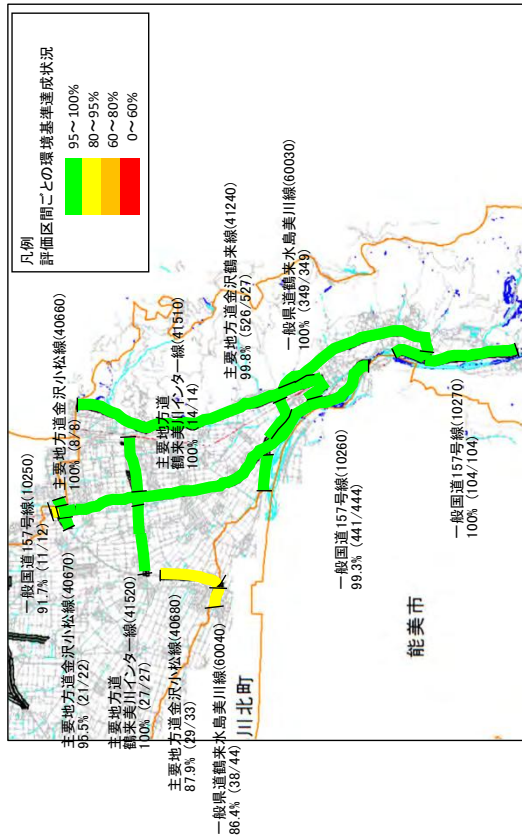 凡例
評価区間ごとの環境基準達成状況
95～100%
80～95%
60～80%
0～60%
一般国道157号線(10250)
91.7% (11/12)
主要地方道金沢小松線(40660)
100% (8/8)
主要地方道金沢小松線(40670)
95.5% (21/22)
主要地方道
鶴来美川インター線(41510)
100% (14/14)
主要地方道金沢鶴来線(41240)
99.8% (526/527)
一般県道鶴来水島美川線(60030)
100% (349/349)
主要地方道
鶴来美川インター線(41520)
100% (27/27)
主要地方道金沢小松線(40680)
87.9% (29/33)
一般県道鶴来水島美川線(60040)
86.4% (38/44)
川北町
一般国道157号線(10260)
99.3% (441/444)
一般国道157号線(10270)
100% (104/104)
能美市